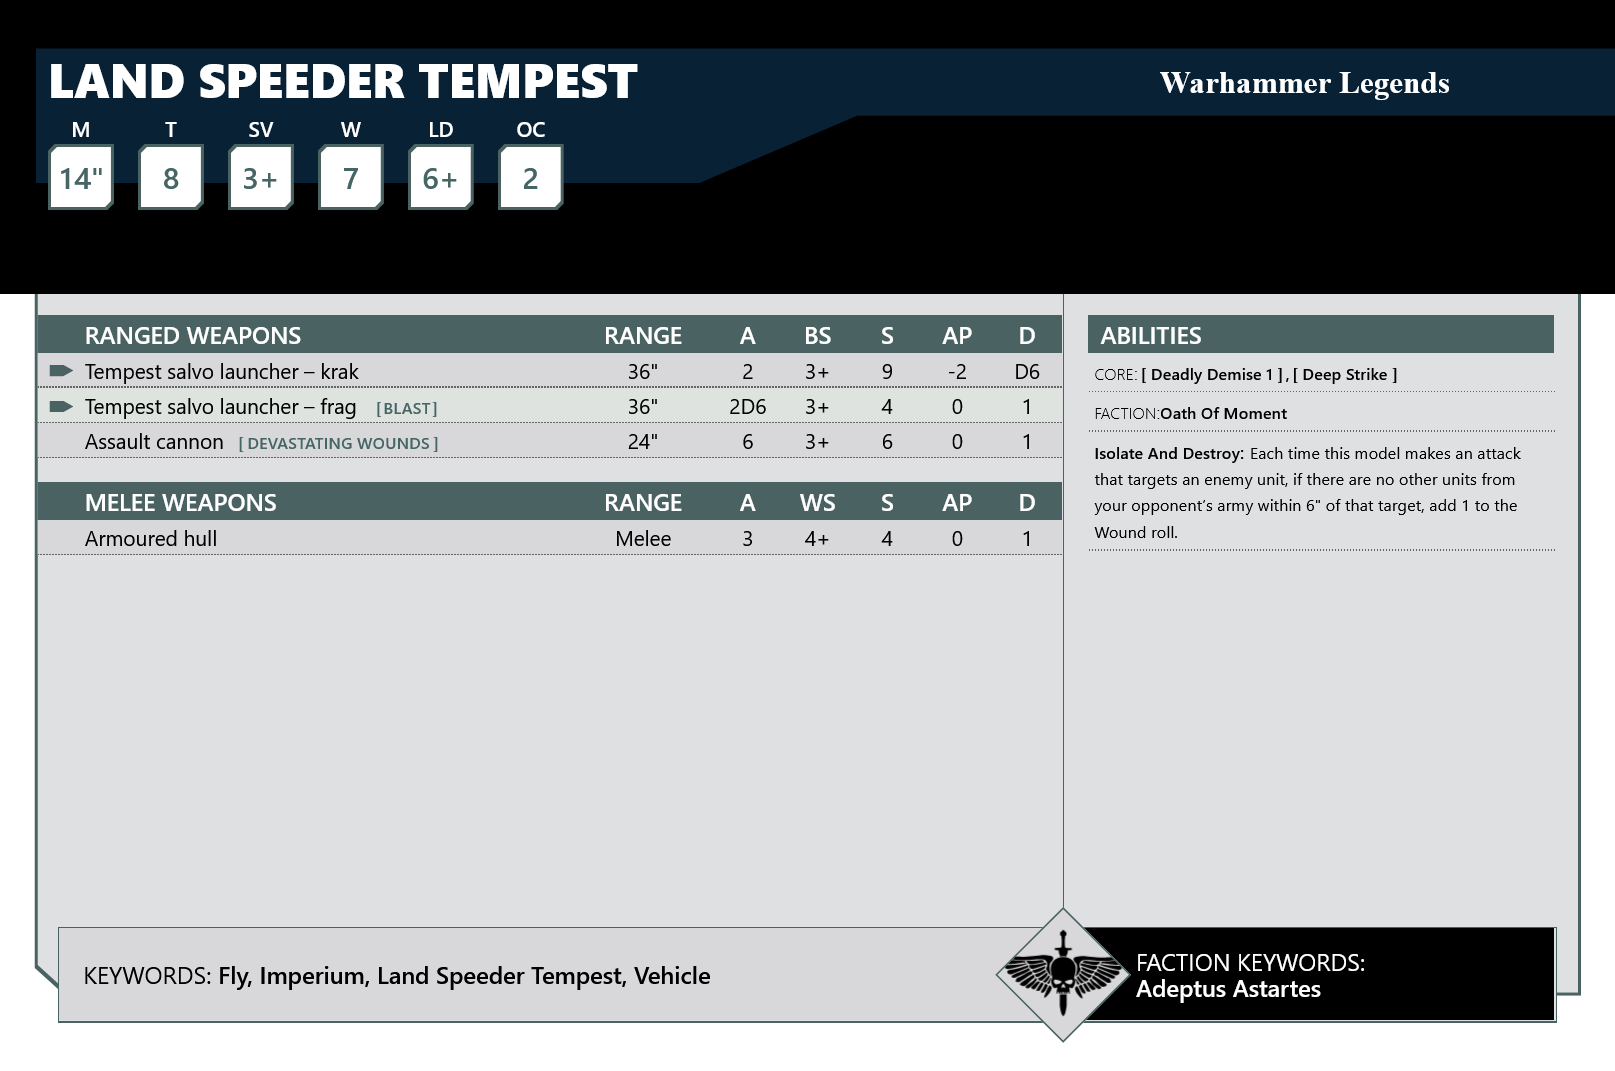 LAND SPEEDER TEMPEST
Warhammer Legends
M T SV W LD OC
14" 8 3+ 7 6+ 2
RANGED WEAPONS RANGE A BS S AP D
Tempest salvo launcher – krak 36" 2 3+ 9 -2 D6
Tempest salvo launcher – frag [BLAST] 36" 2D6 3+ 4 0 1
Assault cannon [ DEVASTATING WOUNDS ] 24" 6 3+ 6 0 1
MELEE WEAPONS RANGE A WS S AP D
Armoured hull Melee 3 4+ 4 0 1
ABILITIES
CORE: [ Deadly Demise 1 ] , [ Deep Strike ]
FACTION:Oath Of Moment
Isolate And Destroy: Each time this model makes an attack
that targets an enemy unit, if there are no other units from
your opponent’s army within 6" of that target, add 1 to the
Wound roll.
KEYWORDS: Fly, Imperium, Land Speeder Tempest, Vehicle
FACTION KEYWORDS:
Adeptus Astartes